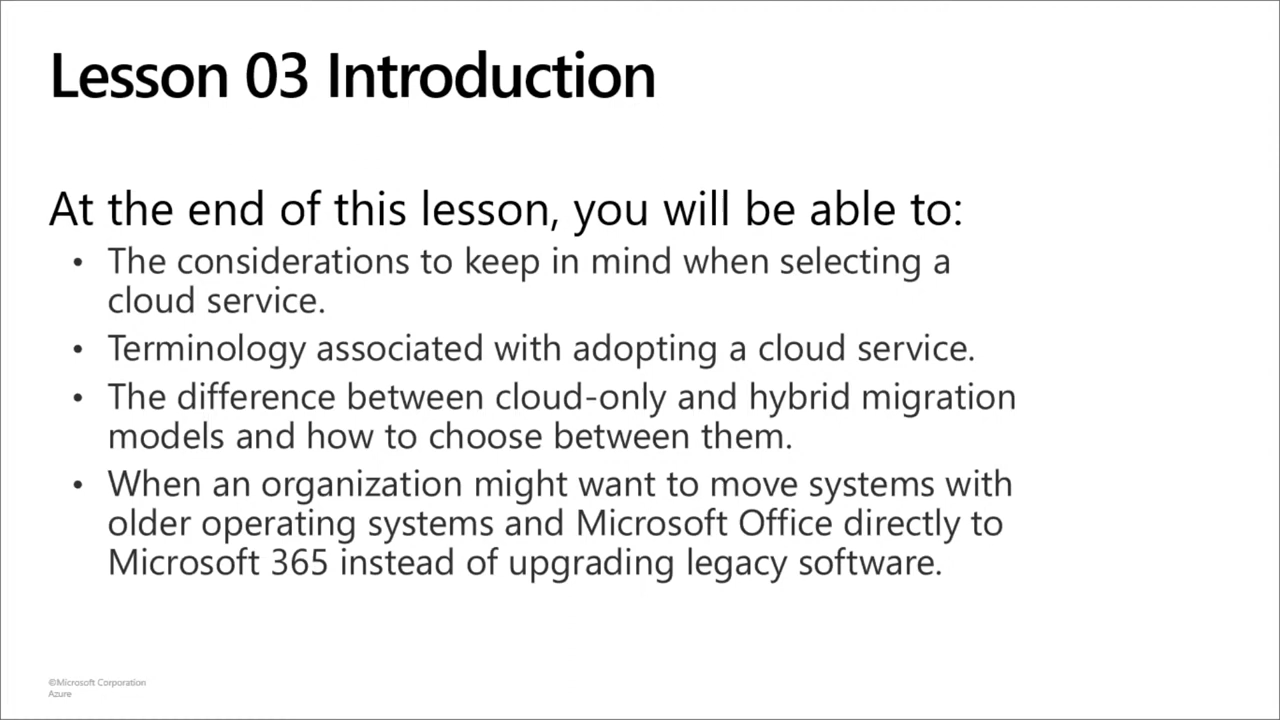 Lesson 03 Introduction
At the end of this lesson, you will be able to:
• The considerations to keep in mind when selecting a
cloud service.
• Terminology associated with adopting a cloud service.
• The difference between cloud-only and hybrid migration
models and how to choose between them.
• When an organization might want to move systems with
older operating systems and Microsoft Office directly to
Microsoft 365 instead of upgrading legacy software.
©Microsoft Corporation
Azure